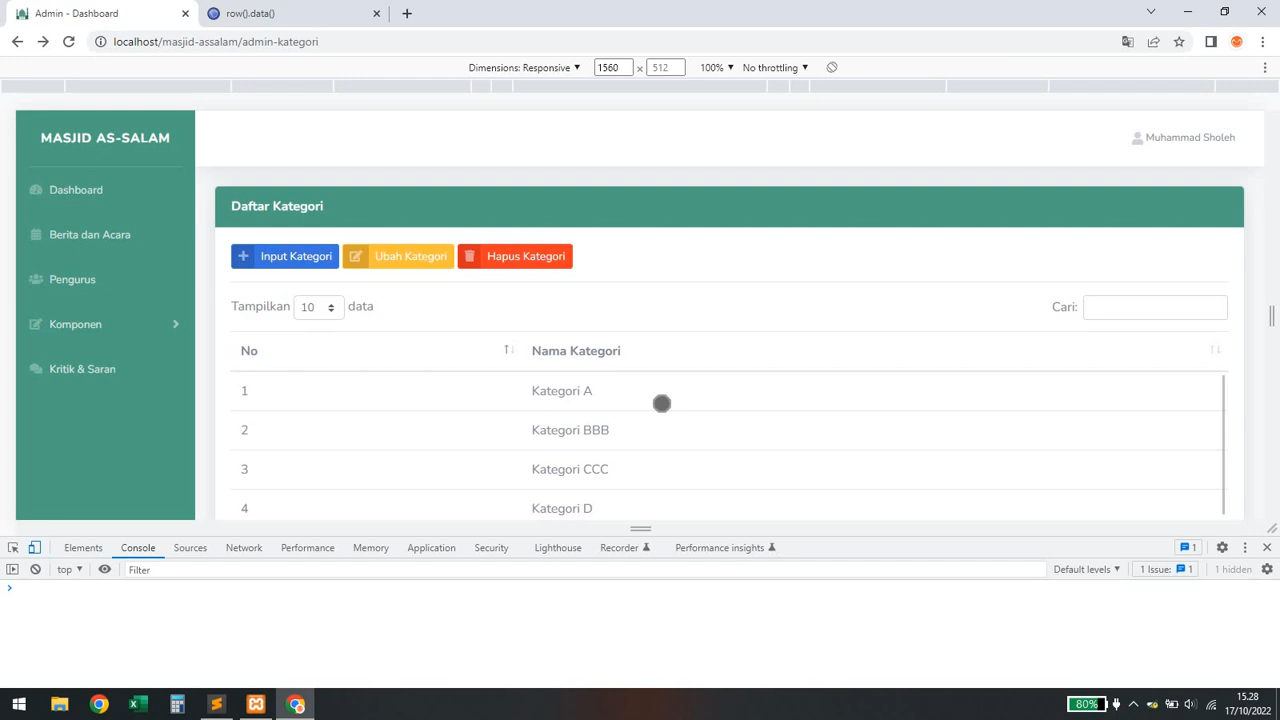 Admin - Dashboard
row().data()
localhost/masjid-assalam/admin-kategori
Dimensions: Responsive 1560 × 512 100% No throttling
MASJID AS-SALAM
Muhammad Sholeh
Dashboard
Berita dan Acara
Pengurus
Komponen
Kritik & Saran
Daftar Kategori
Input Kategori Ubah Kategori Hapus Kategori
Tampilkan 10 data Cari:
No Nama Kategori
1 Kategori A
2 Kategori BBB
3 Kategori CCC
4 Kategori D
Elements Console Sources Network Performance Memory Application Security Lighthouse Recorder Performance insights 1
top Filter Default levels 1 Issue: 1 1 hidden
80% 15.28
17/10/2022